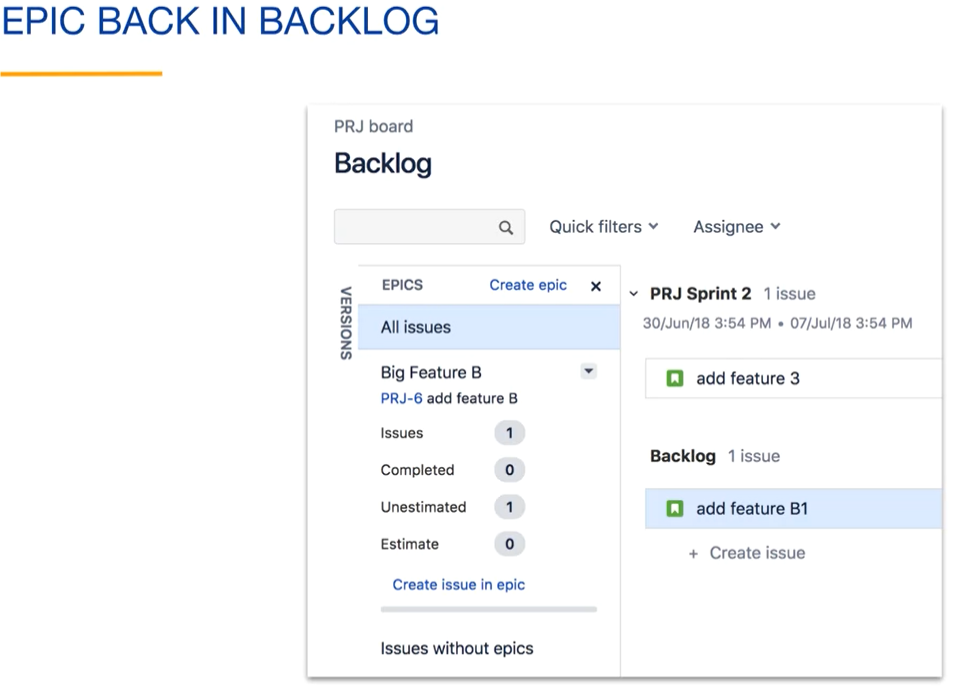 EPIC BACK IN BACKLOG
PRJ board
Backlog
Quick filters
Assignee
VERSIONS
EPICS
Create epic
All issues
Big Feature B
PRJ-6 add feature B
Issues 1
Completed 0
Unestimated 1
Estimate 0
Create issue in epic
Issues without epics
PRJ Sprint 2 1 issue
30/Jun/18 3:54 PM • 07/Jul/18 3:54 PM
add feature 3
Backlog 1 issue
add feature B1
+ Create issue